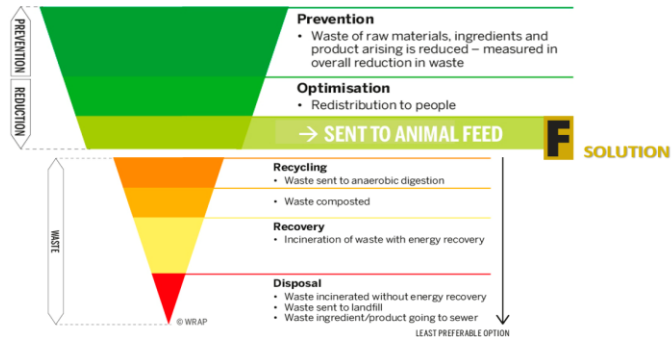 PREVENTION
REDUCTION
Prevention
• Waste of raw materials, ingredients and
product arising is reduced – measured in
overall reduction in waste
Optimisation
• Redistribution to people
→ SENT TO ANIMAL FEED
F
SOLUTION
WASTE
Recycling
• Waste sent to anaerobic digestion
• Waste composted
Recovery
• Incineration of waste with energy recovery
Disposal
• Waste incinerated without energy recovery
• Waste sent to landfill
• Waste ingredient/product going to sewer
© WRAP
LEAST PREFERABLE OPTION